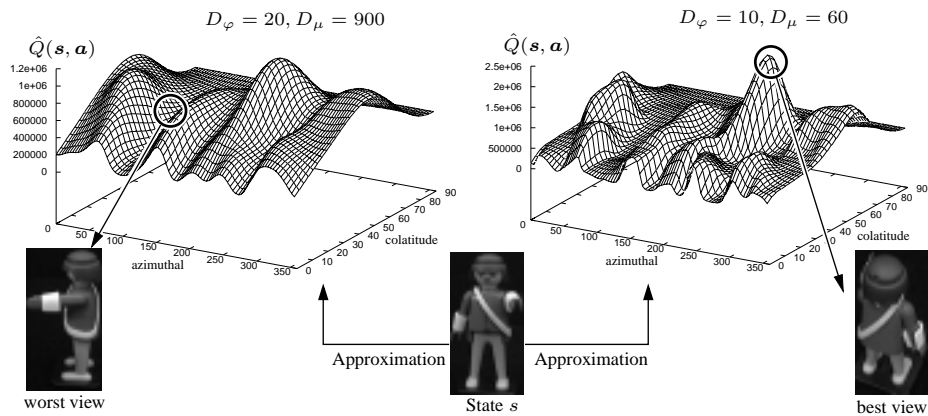 D_φ = 20, D_μ = 900
D_φ = 10, D_μ = 60
Q̂(s, a)
Q̂(s, a)
1.2e+06
1e+06
800000
600000
400000
200000
0
2.5e+06
2e+06
1.5e+06
1e+06
500000
0
0
50
100
150
200
250
300
350
azimuthal
0
10
20
30
40
50
60
70
80
90
colatitude
0
50
100
150
200
250
300
350
azimuthal
0
10
20
30
40
50
60
70
80
90
colatitude
Approximation
Approximation
worst view
State s
best view